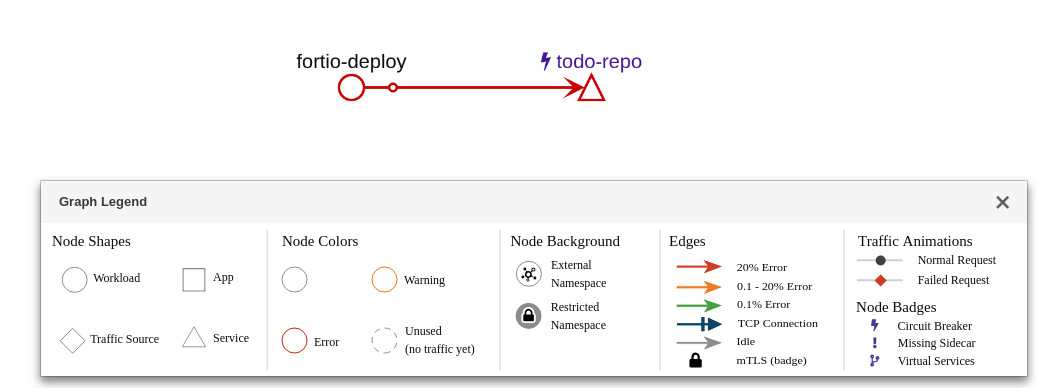 fortio-deploy
todo-repo
Graph Legend
Node Shapes
Workload
App
Traffic Source
Service
Node Colors
Warning
Error
Unused
(no traffic yet)
Node Background
External
Namespace
Restricted
Namespace
Edges
20% Error
0.1 - 20% Error
0.1% Error
TCP Connection
Idle
mTLS (badge)
Traffic Animations
Normal Request
Failed Request
Node Badges
Circuit Breaker
Missing Sidecar
Virtual Services